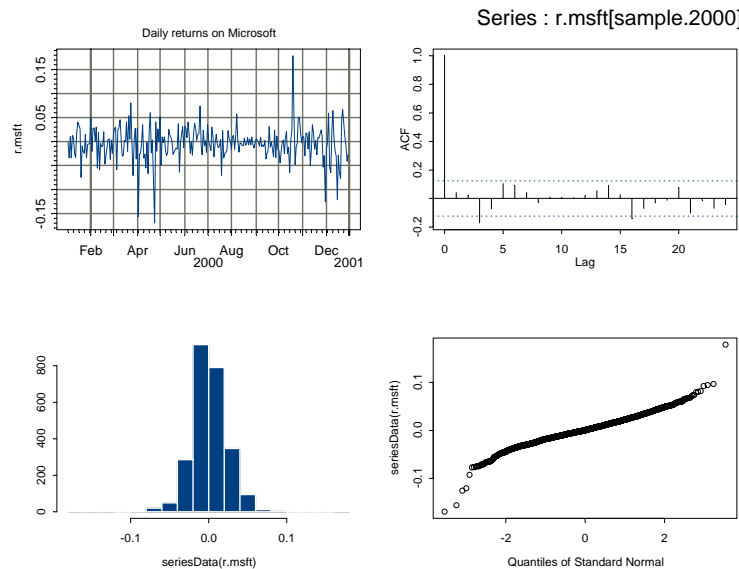 Daily returns on Microsoft
r.msft
0.15
0.05
-0.15
Feb Apr Jun Aug Oct Dec
2000 2001
Series : r.msft[sample.2000]
ACF
1.0
0.8
0.6
0.4
0.2
0.0
-0.2
0 5 10 15 20
Lag
800
600
400
200
0
-0.1 0.0 0.1
seriesData(r.msft)
seriesData(r.msft)
0.1
0.0
-0.1
-2 0 2
Quantiles of Standard Normal